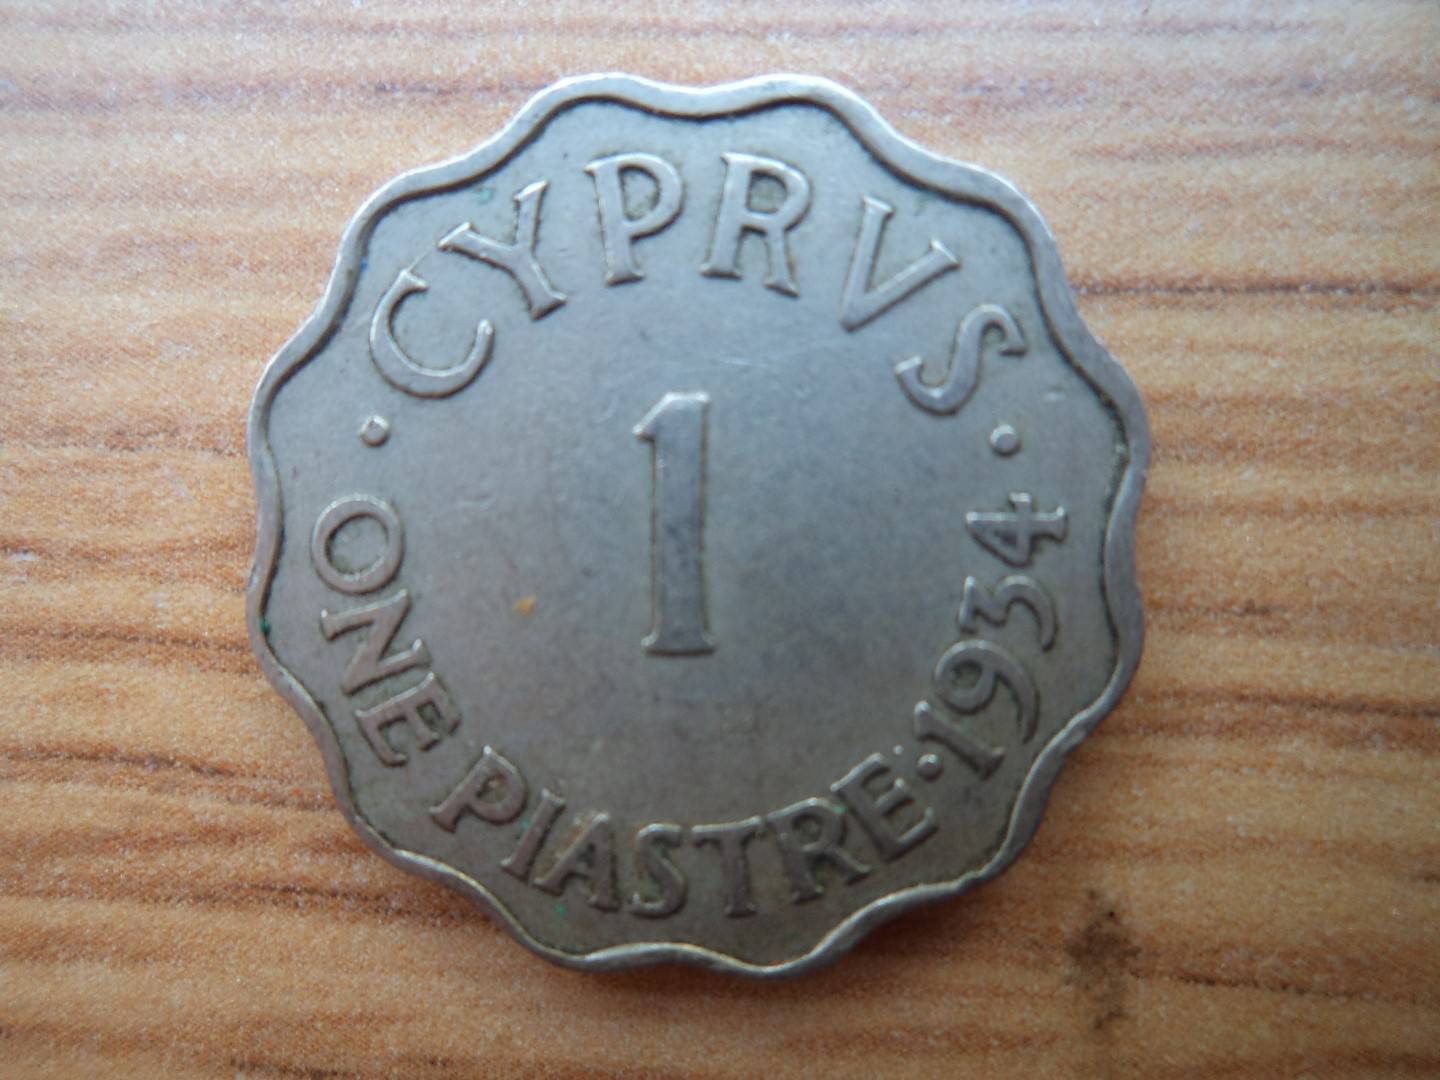 · CYPRVS ·
1
ONE PIASTRE · 1934